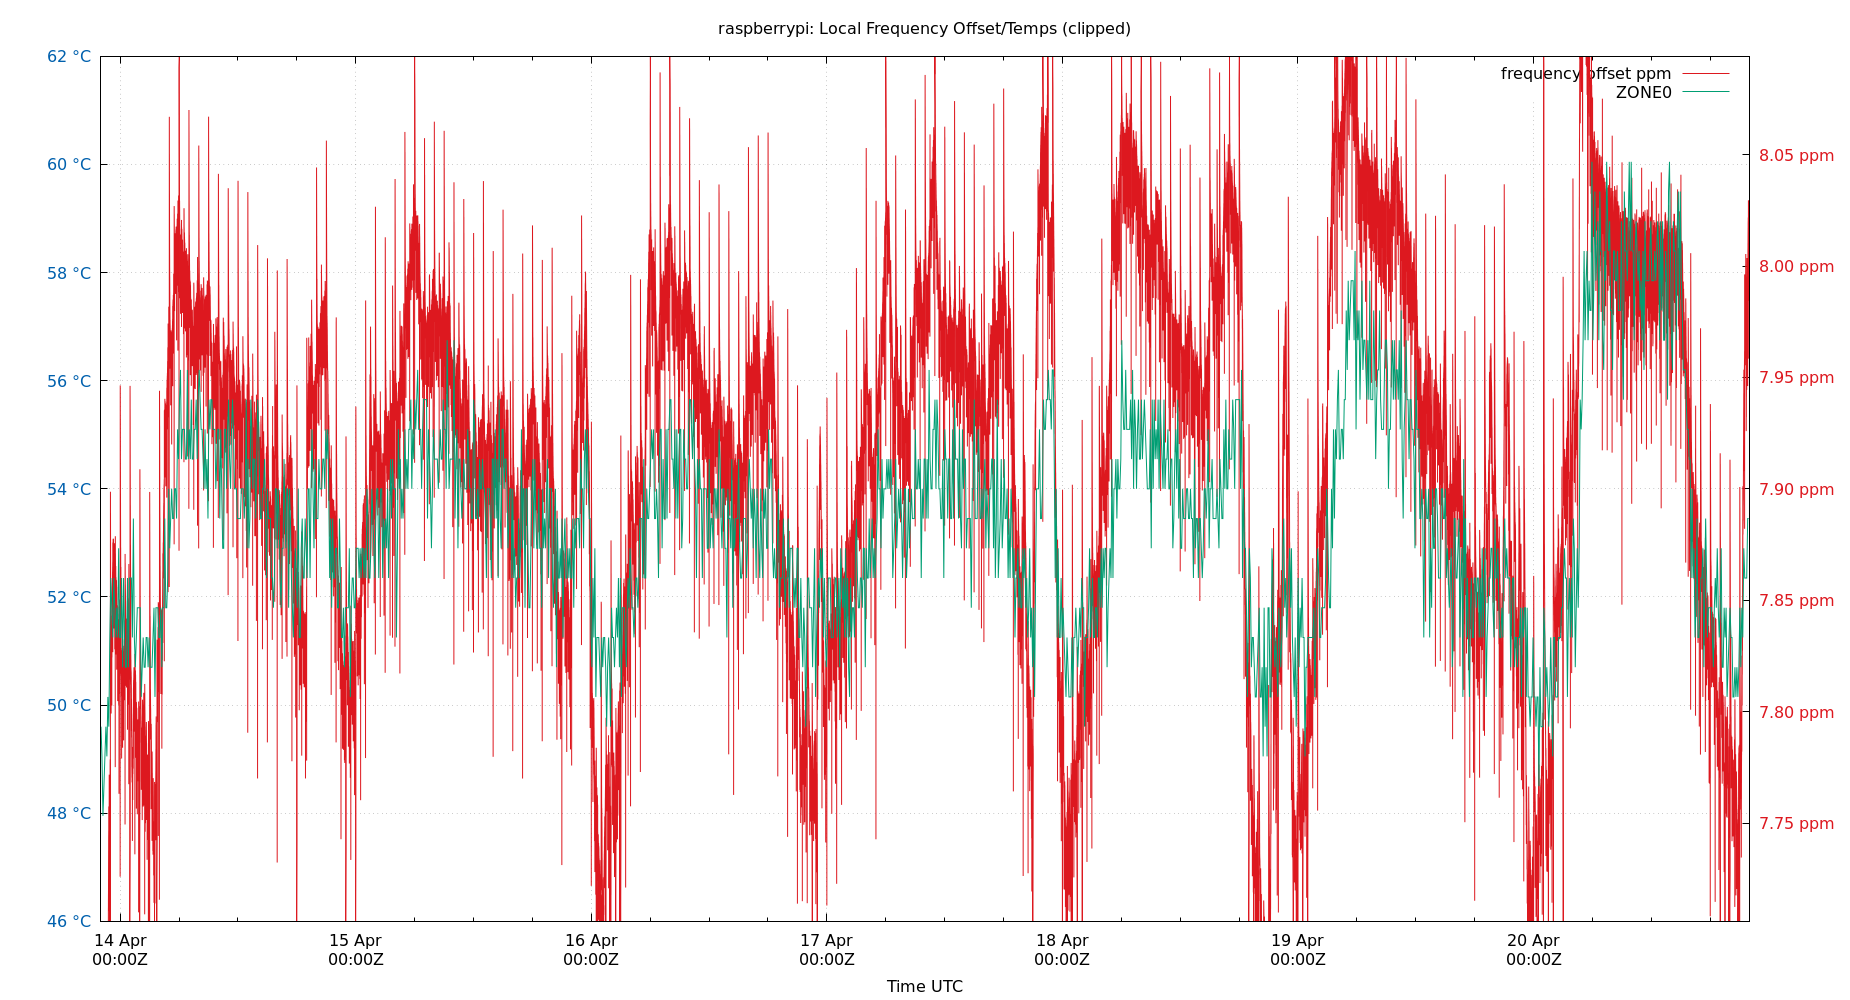 raspberrypi: Local Frequency Offset/Temps (clipped)
62 °C
60 °C
58 °C
56 °C
54 °C
52 °C
50 °C
48 °C
46 °C
frequency offset ppm
ZONE0
8.05 ppm
8.00 ppm
7.95 ppm
7.90 ppm
7.85 ppm
7.80 ppm
7.75 ppm
14 Apr
00:00Z
15 Apr
00:00Z
16 Apr
00:00Z
17 Apr
00:00Z
18 Apr
00:00Z
19 Apr
00:00Z
20 Apr
00:00Z
Time UTC